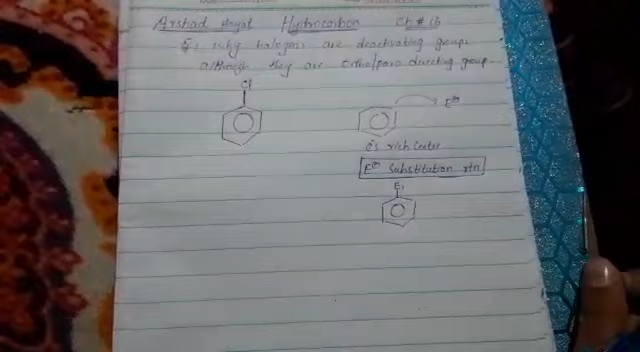 Arshad Hayat Hydrocarbon Ch # 16
Q: why halogens are deactivating group
although they are ortho/para directing group
Cl
E⊕
e's rich center
E⊕ Substitution rxn
E